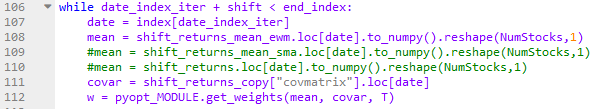 106 while date_index_iter + shift < end_index:
107 date = index[date_index_iter]
108 mean = shift_returns_mean_ewm.loc[date].to_numpy().reshape(NumStocks,1)
109 #mean = shift_returns_mean_sma.loc[date].to_numpy().reshape(NumStocks,1)
110 #mean = shift_returns.loc[date].to_numpy().reshape(NumStocks,1)
111 covar = shift_returns_copy["covmatrix"].loc[date]
112 w = pyopt_MODULE.get_weights(mean, covar, T)